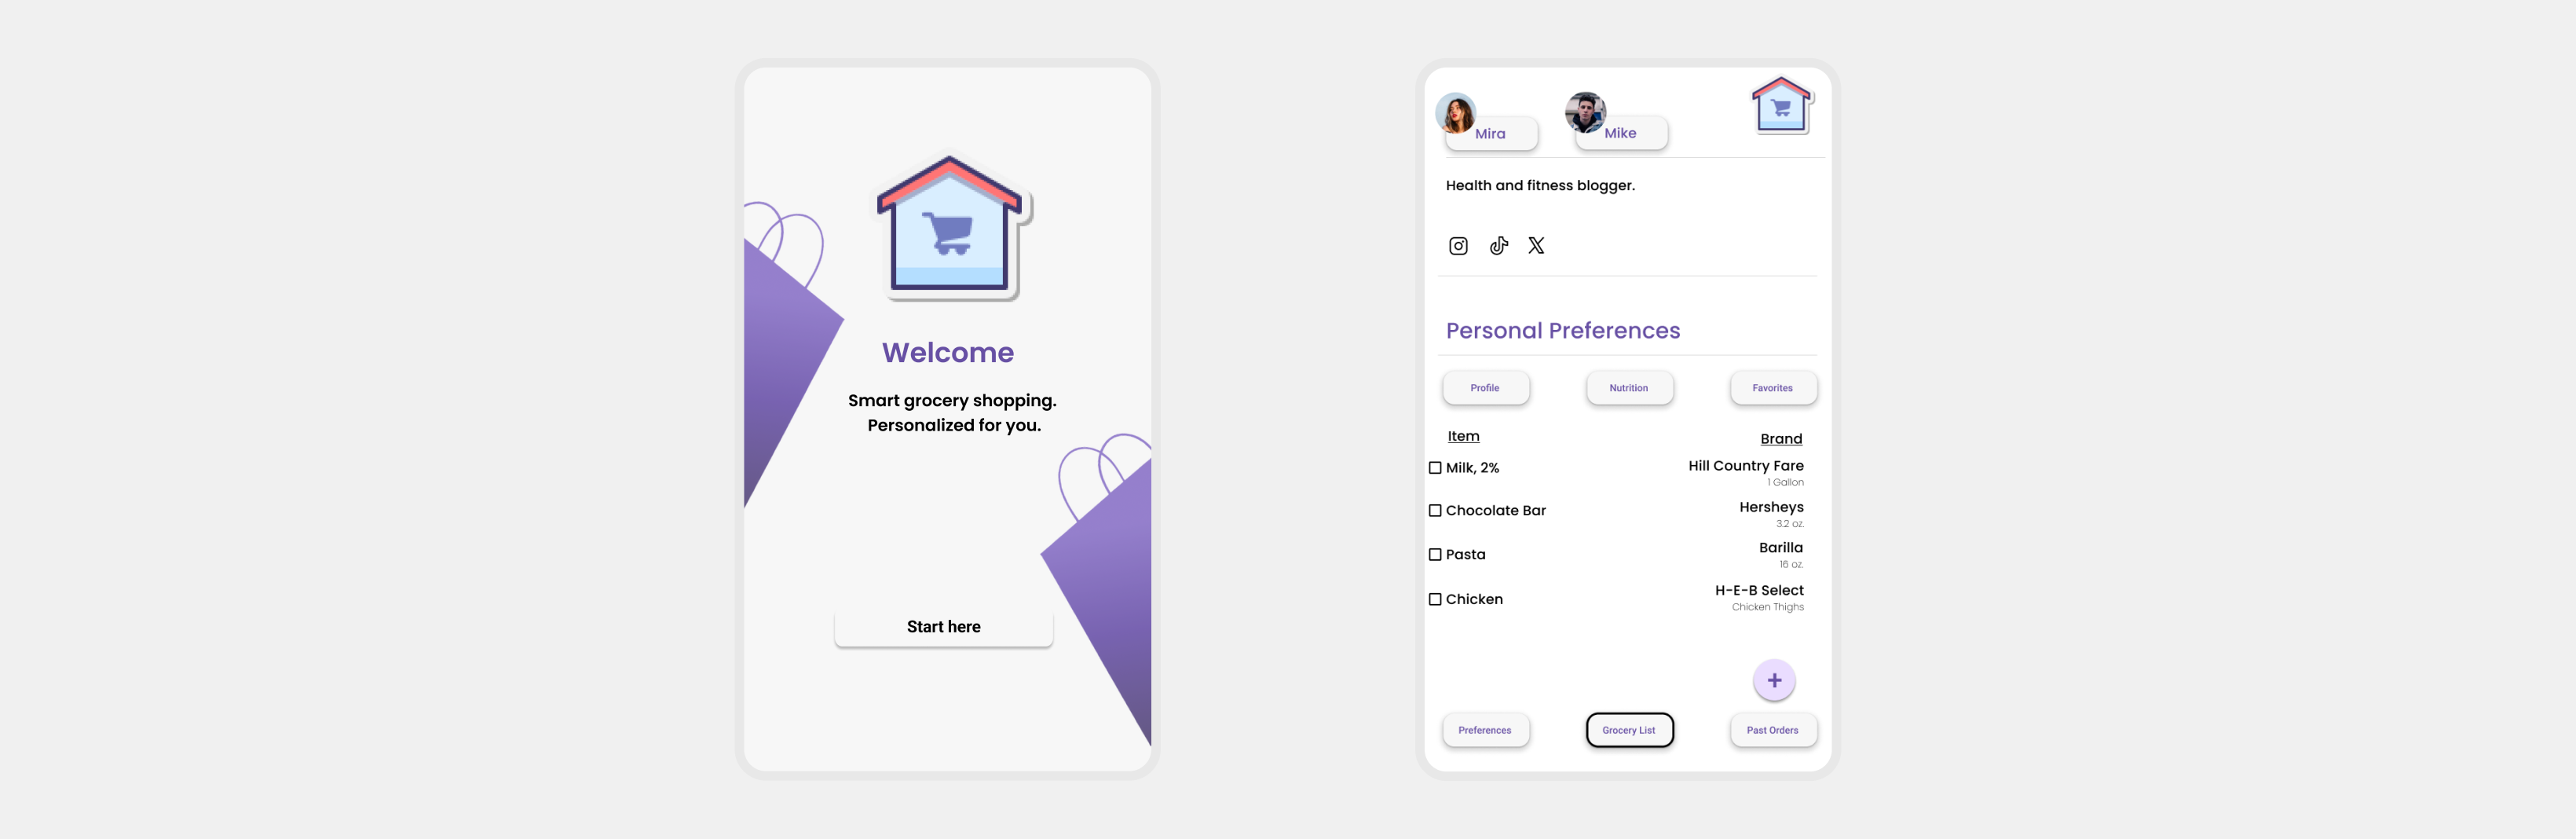 Welcome
Smart grocery shopping.
Personalized for you.
Start here
Mira
Mike
Health and fitness blogger.
Personal Preferences
Profile
Nutrition
Favorites
Item
Brand
Milk, 2%
Hill Country Fare
1 Gallon
Chocolate Bar
Hersheys
3.2 oz.
Pasta
Barilla
16 oz.
Chicken
H-E-B Select
Chicken Thighs
+
Preferences
Grocery List
Past Orders